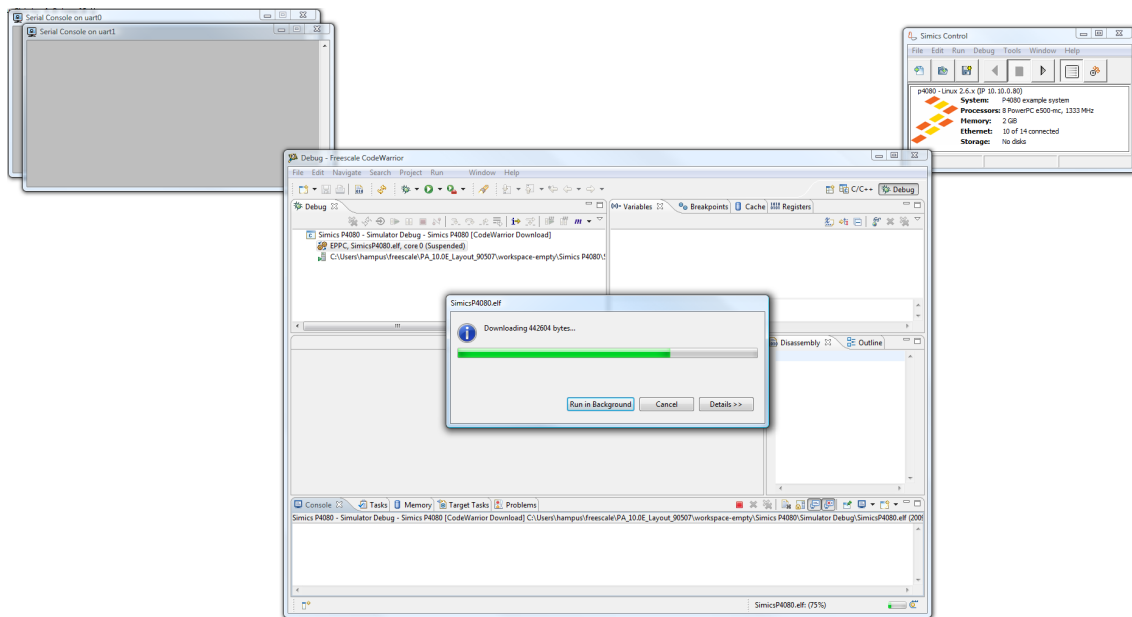 Serial Console on uart0
Serial Console on uart1
Simics Control
File Edit Run Debug Tools Window Help
p4080 - Linux 2.6.x (IP 10.10.0.80)
System: P4080 example system
Processors: 8 PowerPC e500-mc, 1333 MHz
Memory: 2 GiB
Ethernet: 10 of 14 connected
Storage: No disks
Debug - Freescale CodeWarrior
File Edit Navigate Search Project Run Window Help
C/C++ Debug
Debug
Variables Breakpoints Cache Registers
Simics P4080 - Simulator Debug - Simics P4080 [CodeWarrior Download]
EPPC, SimicsP4080.elf, core 0 (Suspended)
C:\Users\hampus\freescale\PA_10.0E_Layout_90507\workspace-empty\Simics P4080\S
SimicsP4080.elf
Downloading 442604 bytes...
Run in Background Cancel Details >>
Disassembly Outline
Console Tasks Memory Target Tasks Problems
Simics P4080 - Simulator Debug - Simics P4080 [CodeWarrior Download] C:\Users\hampus\freescale\PA_10.0E_Layout_90507\workspace-empty\Simics P4080\Simulator Debug\SimicsP4080.elf (2009
SimicsP4080.elf: (75%)